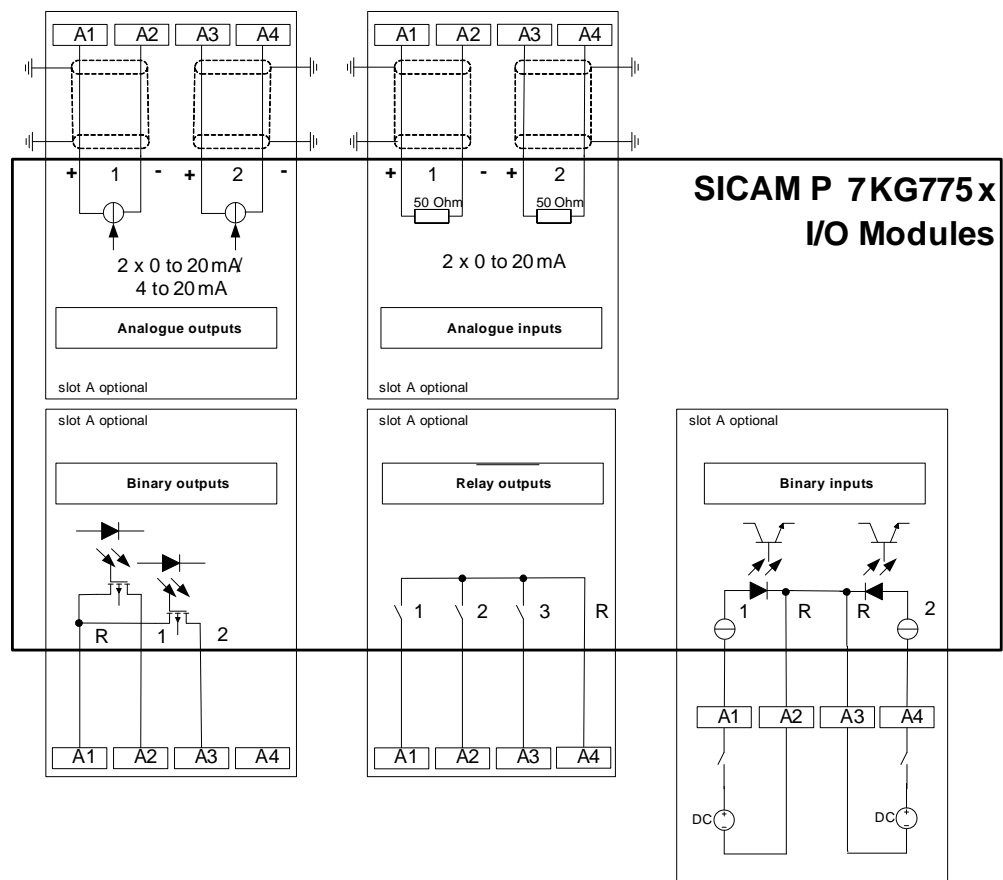 A1 A2 A3 A4
A1 A2 A3 A4
+ 1 - + 2 -
+ 1 - + 2
50 Ohm 50 Ohm
SICAM P 7KG775x
I/O Modules
2 x 0 to 20 mA/
4 to 20 mA
2 x 0 to 20 mA
Analogue outputs
Analogue inputs
slot A optional
slot A optional
slot A optional
slot A optional
slot A optional
Binary outputs
Relay outputs
Binary inputs
R 1 2
1 2 3 R
1 R R 2
A1 A2 A3 A4
A1 A2 A3 A4
A1 A2 A3 A4
DC + -
DC + -